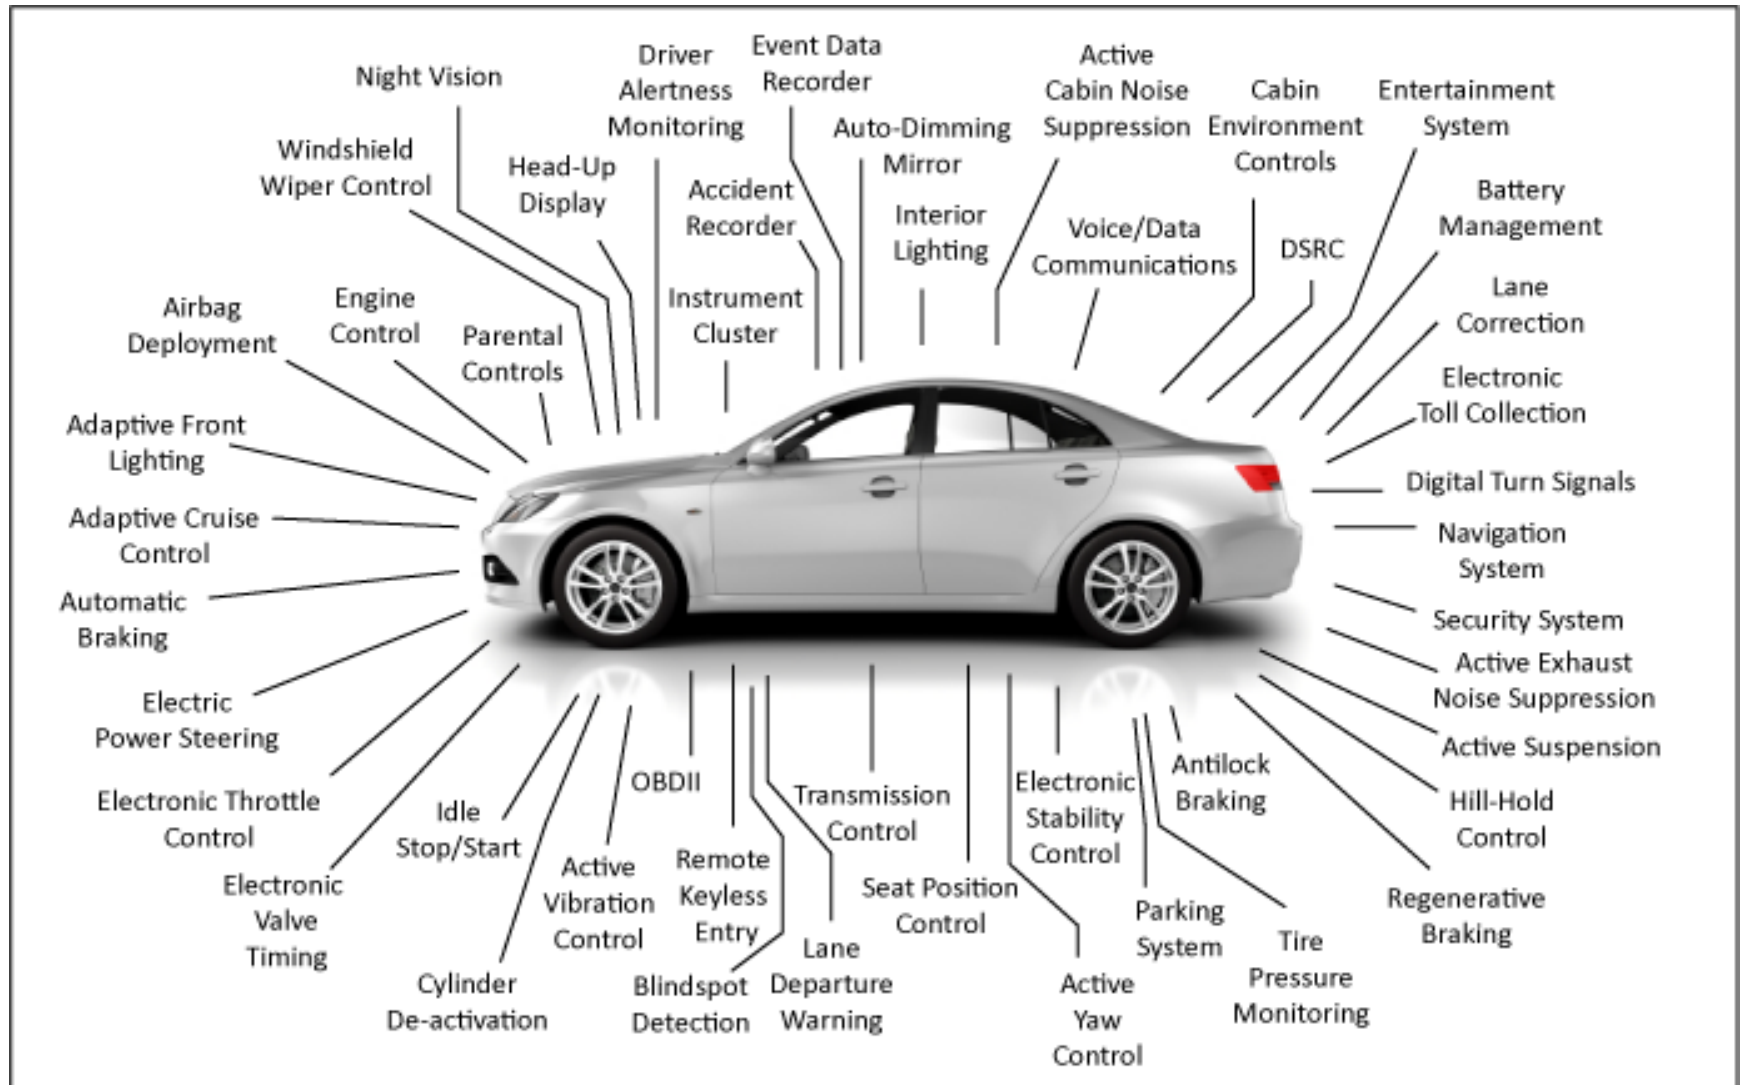 Night Vision
Driver
Alertness
Monitoring
Event Data
Recorder
Active
Cabin Noise
Suppression
Cabin
Environment
Controls
Entertainment
System
Windshield
Wiper Control
Head-Up
Display
Accident
Recorder
Auto-Dimming
Mirror
Interior
Lighting
Voice/Data
Communications
DSRC
Battery
Management
Airbag
Deployment
Engine
Control
Parental
Controls
Instrument
Cluster
Lane
Correction
Electronic
Toll Collection
Adaptive Front
Lighting
Digital Turn Signals
Adaptive Cruise
Control
Navigation
System
Automatic
Braking
Security System
Active Exhaust
Noise Suppression
Electric
Power Steering
Active Suspension
Electronic Throttle
Control
Idle
Stop/Start
OBDII
Transmission
Control
Electronic
Stability
Control
Antilock
Braking
Hill-Hold
Control
Electronic
Valve
Timing
Active
Vibration
Control
Remote
Keyless
Entry
Seat Position
Control
Parking
System
Regenerative
Braking
Cylinder
De-activation
Blindspot
Detection
Lane
Departure
Warning
Active
Yaw
Control
Tire
Pressure
Monitoring